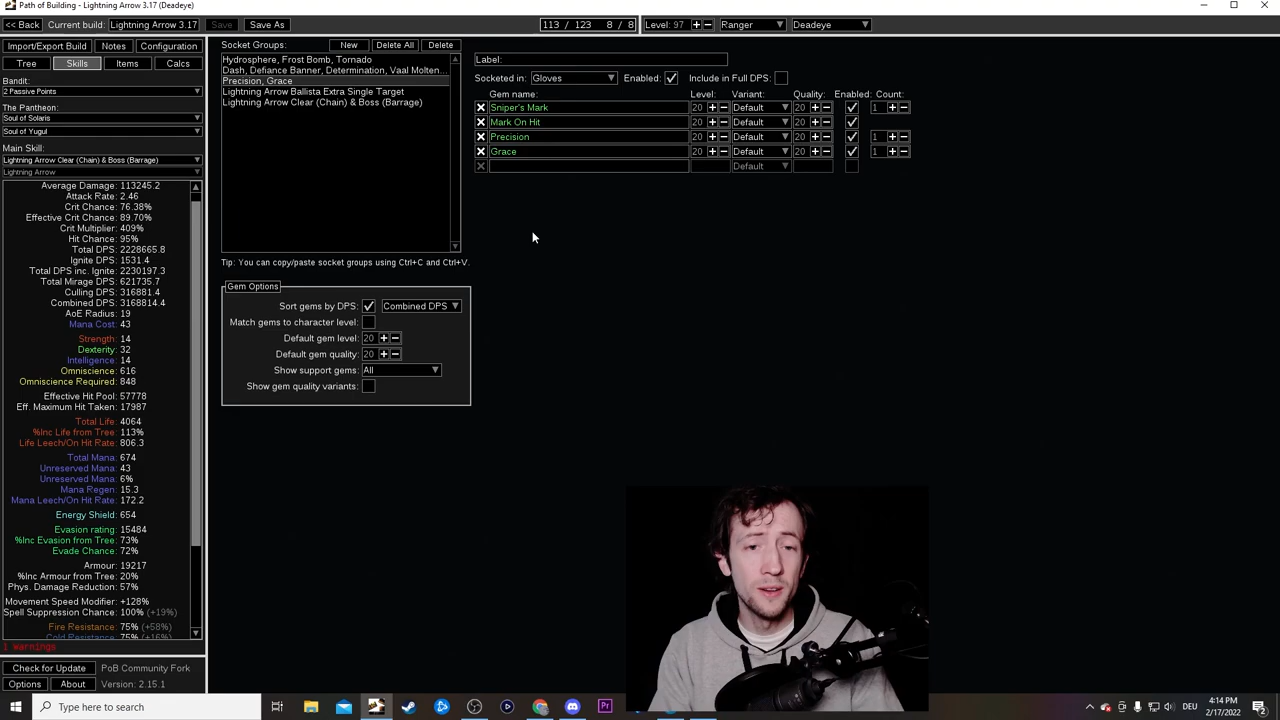 Path of Building - Lightning Arrow 3.17 (Deadeye)
<< Back Current build: Lightning Arrow 3.17 Save Save As 113 / 123 8 / 8 Level: 97 + - Ranger Deadeye
Import/Export Build Notes Configuration
Tree Skills Items Calcs
Bandit:
2 Passive Points
The Pantheon:
Soul of Solaris
Soul of Yugul
Main Skill:
Lightning Arrow Clear (Chain) & Boss (Barrage)
Lightning Arrow
Average Damage: 113245.2
Attack Rate: 2.46
Crit Chance: 76.38%
Effective Crit Chance: 89.70%
Crit Multiplier: 409%
Hit Chance: 95%
Total DPS: 2228665.8
Ignite DPS: 1531.4
Total DPS inc. Ignite: 2230197.3
Total Mirage DPS: 621735.7
Culling DPS: 316881.4
Combined DPS: 3168814.4
AoE Radius: 19
Mana Cost: 43
Strength: 14
Dexterity: 32
Intelligence: 14
Omniscience: 616
Omniscience Required: 848
Effective Hit Pool: 57778
Eff. Maximum Hit Taken: 17987
Total Life: 4064
%Inc Life from Tree: 113%
Life Leech/On Hit Rate: 806.3
Total Mana: 674
Unreserved Mana: 43
Unreserved Mana: 6%
Mana Regen: 15.3
Mana Leech/On Hit Rate: 172.2
Energy Shield: 654
Evasion rating: 15484
%Inc Evasion from Tree: 73%
Evade Chance: 72%
Armour: 19217
%Inc Armour from Tree: 20%
Phys. Damage Reduction: 57%
Movement Speed Modifier: +128%
Spell Suppression Chance: 100% (+19%)
Fire Resistance: 75% (+58%)
Cold Resistance: 75% (+16%)
1 Warnings
Check for Update PoB Community Fork
Options About Version: 2.15.1
Socket Groups: New Delete All Delete
Hydrosphere, Frost Bomb, Tornado
Dash, Defiance Banner, Determination, Vaal Molten...
Precision, Grace
Lightning Arrow Ballista Extra Single Target
Lightning Arrow Clear (Chain) & Boss (Barrage)
Tip: You can copy/paste socket groups using Ctrl+C and Ctrl+V.
Gem Options
Sort gems by DPS: Combined DPS
Match gems to character level:
Default gem level: 20 + -
Default gem quality: 20 + -
Show support gems: All
Show gem quality variants:
Label:
Socketed in: Gloves Enabled: Include in Full DPS:
Gem name: Level: Variant: Quality: Enabled: Count:
Sniper's Mark 20 + - Default 20 + - 1 + -
Mark On Hit 20 + - Default 20 + -
Precision 20 + - Default 20 + - 1 + -
Grace 20 + - Default 20 + - 1 + -
Default
Type here to search
Pr
DEU
4:14 PM
2/17/2022
2